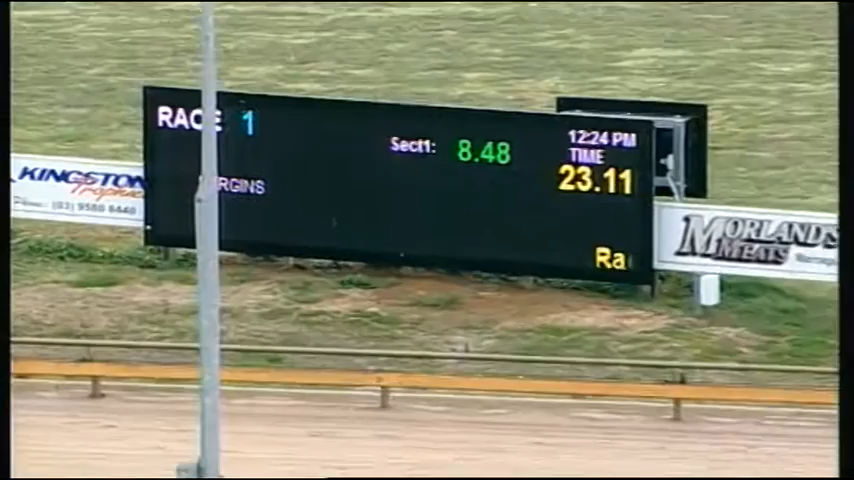 RACE 1
12:24 PM
Sect1: 8.48
TIME
23.11
RGINS
Ra
KINGSTON
Trophies
Phone: (03) 9580 8440
MORLAND'S
MEATS